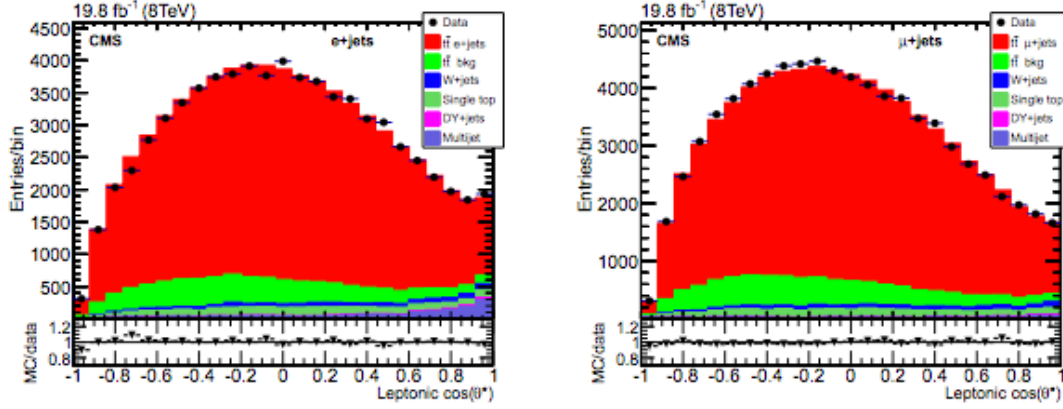 19.8 fb⁻¹ (8TeV)
CMS
e+jets
Data
tt̄ e+jets
tt̄ bkg
W+jets
Single top
DY+jets
Multijet
Entries/bin
4500
4000
3500
3000
2500
2000
1500
1000
500
MC/data
1.2
1
0.8
-1 -0.8 -0.6 -0.4 -0.2 0 0.2 0.4 0.6 0.8 1
Leptonic cos(θ*)
19.8 fb⁻¹ (8TeV)
CMS
μ+jets
Data
tt̄ μ+jets
tt̄ bkg
W+jets
Single top
DY+jets
Multijet
Entries/bin
5000
4000
3000
2000
1000
MC/data
1.2
1
0.8
-1 -0.8 -0.6 -0.4 -0.2 0 0.2 0.4 0.6 0.8 1
Leptonic cos(θ*)